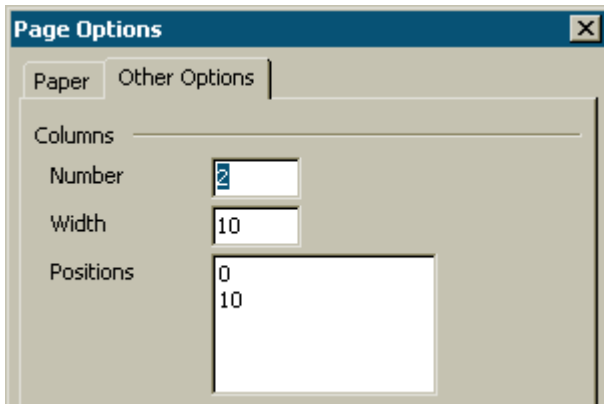 Page Options
Paper Other Options
Columns
Number 2
Width 10
Positions 0
10